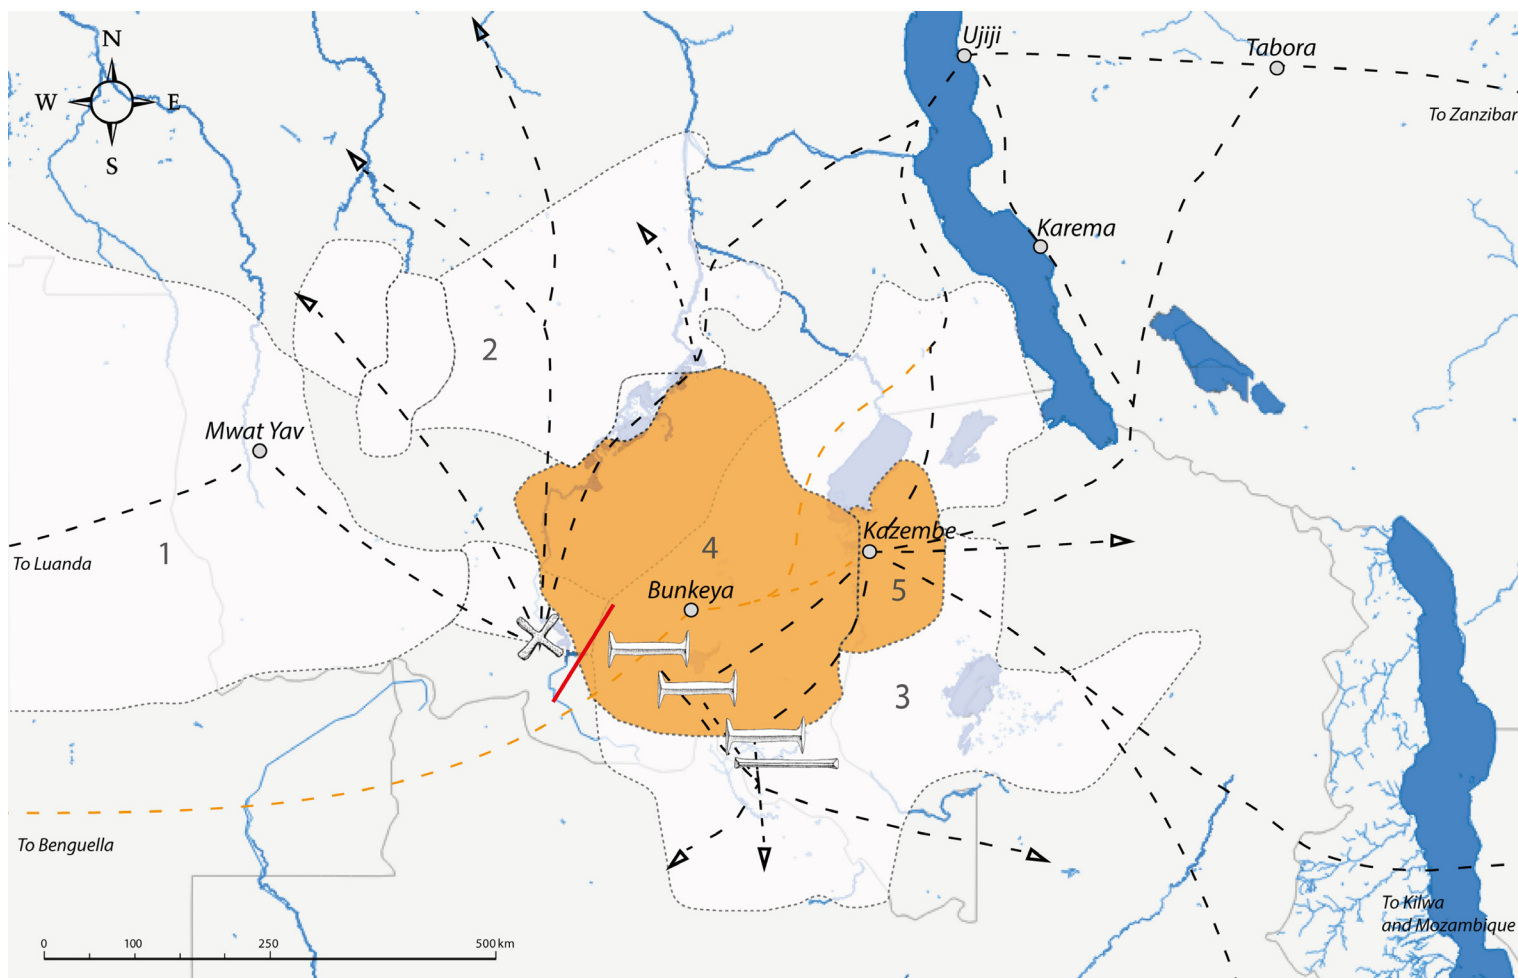 N
W
E
S
Ujiji
Tabora
To Zanzibar
Karema
2
Mwat Yav
Kazembe
To Luanda
1
4
Bunkeya
5
3
To Benguella
To Kilwa
and Mozambique
0
100
250
500 km